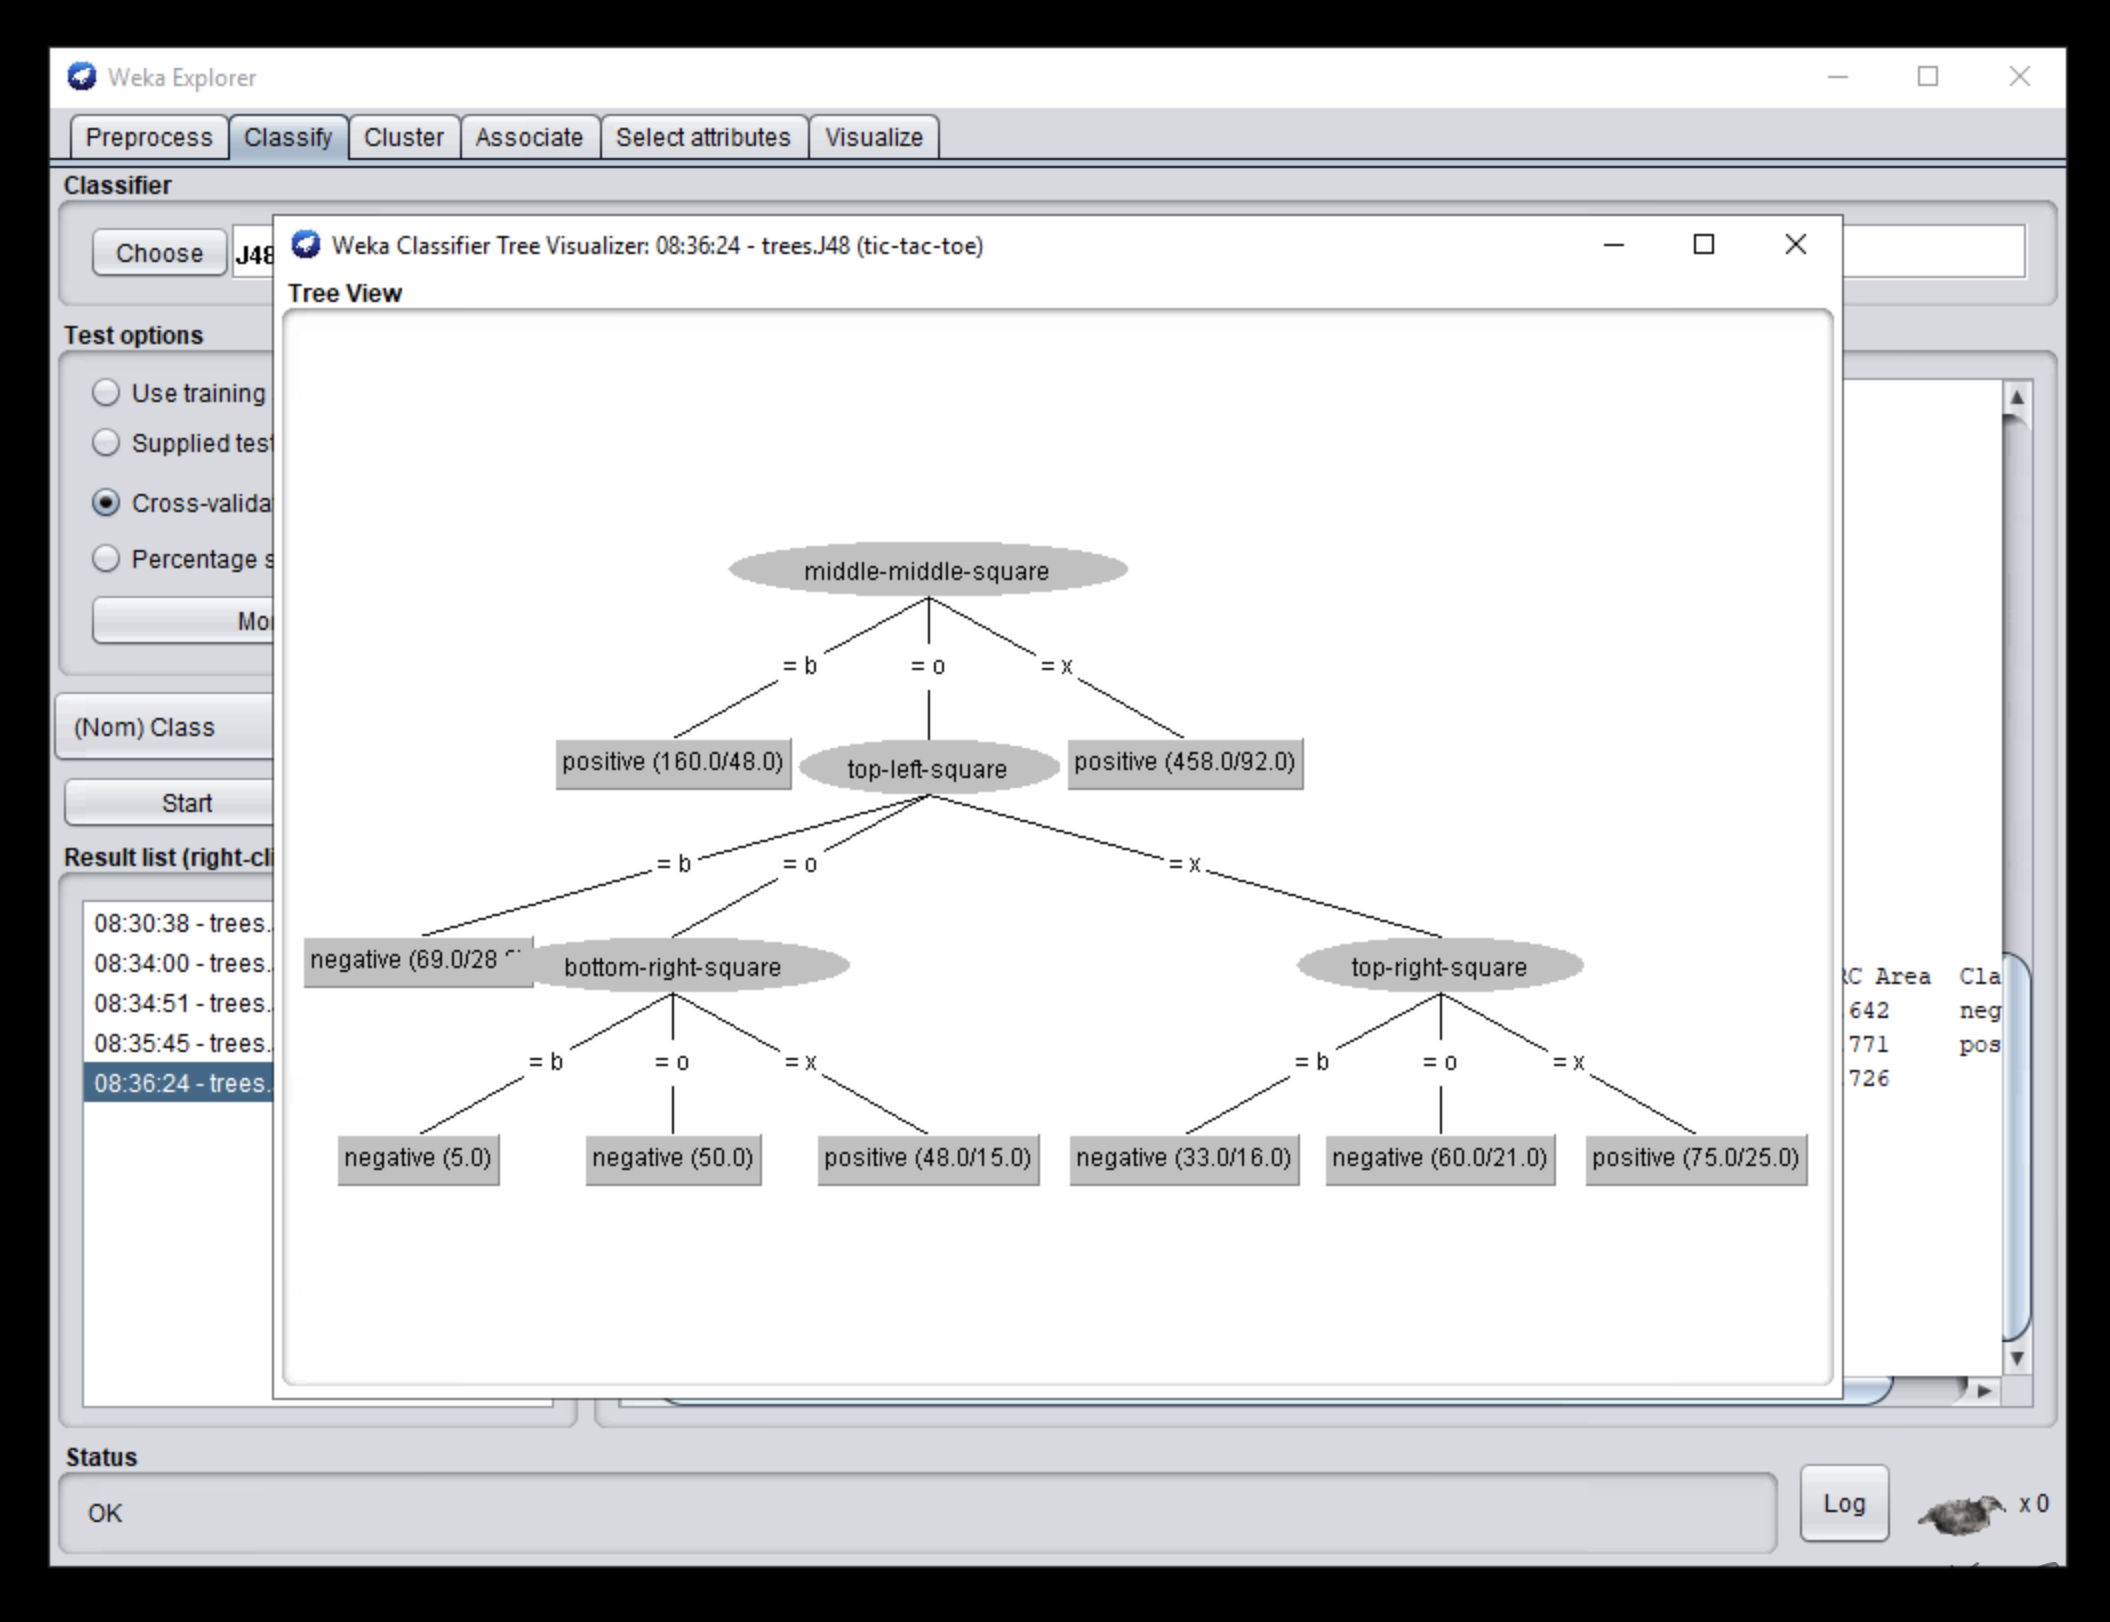 Weka Explorer
Preprocess Classify Cluster Associate Select attributes Visualize
Classifier
Choose J48
Weka Classifier Tree Visualizer: 08:36:24 - trees.J48 (tic-tac-toe)
Tree View
Test options
Use training
Supplied test
Cross-valida
Percentage s
Mor
(Nom) Class
Start
Result list (right-cli
08:30:38 - trees.
08:34:00 - trees.
08:34:51 - trees.
08:35:45 - trees.
08:36:24 - trees.
middle-middle-square
= b = o = x
positive (160.0/48.0) top-left-square positive (458.0/92.0)
= b = o = x
negative (69.0/28 bottom-right-square top-right-square
= b = o = x = b = o = x
negative (5.0) negative (50.0) positive (48.0/15.0) negative (33.0/16.0) negative (60.0/21.0) positive (75.0/25.0)
RC Area Cla
.642 neg
.771 pos
.726
Status
OK
Log
x 0